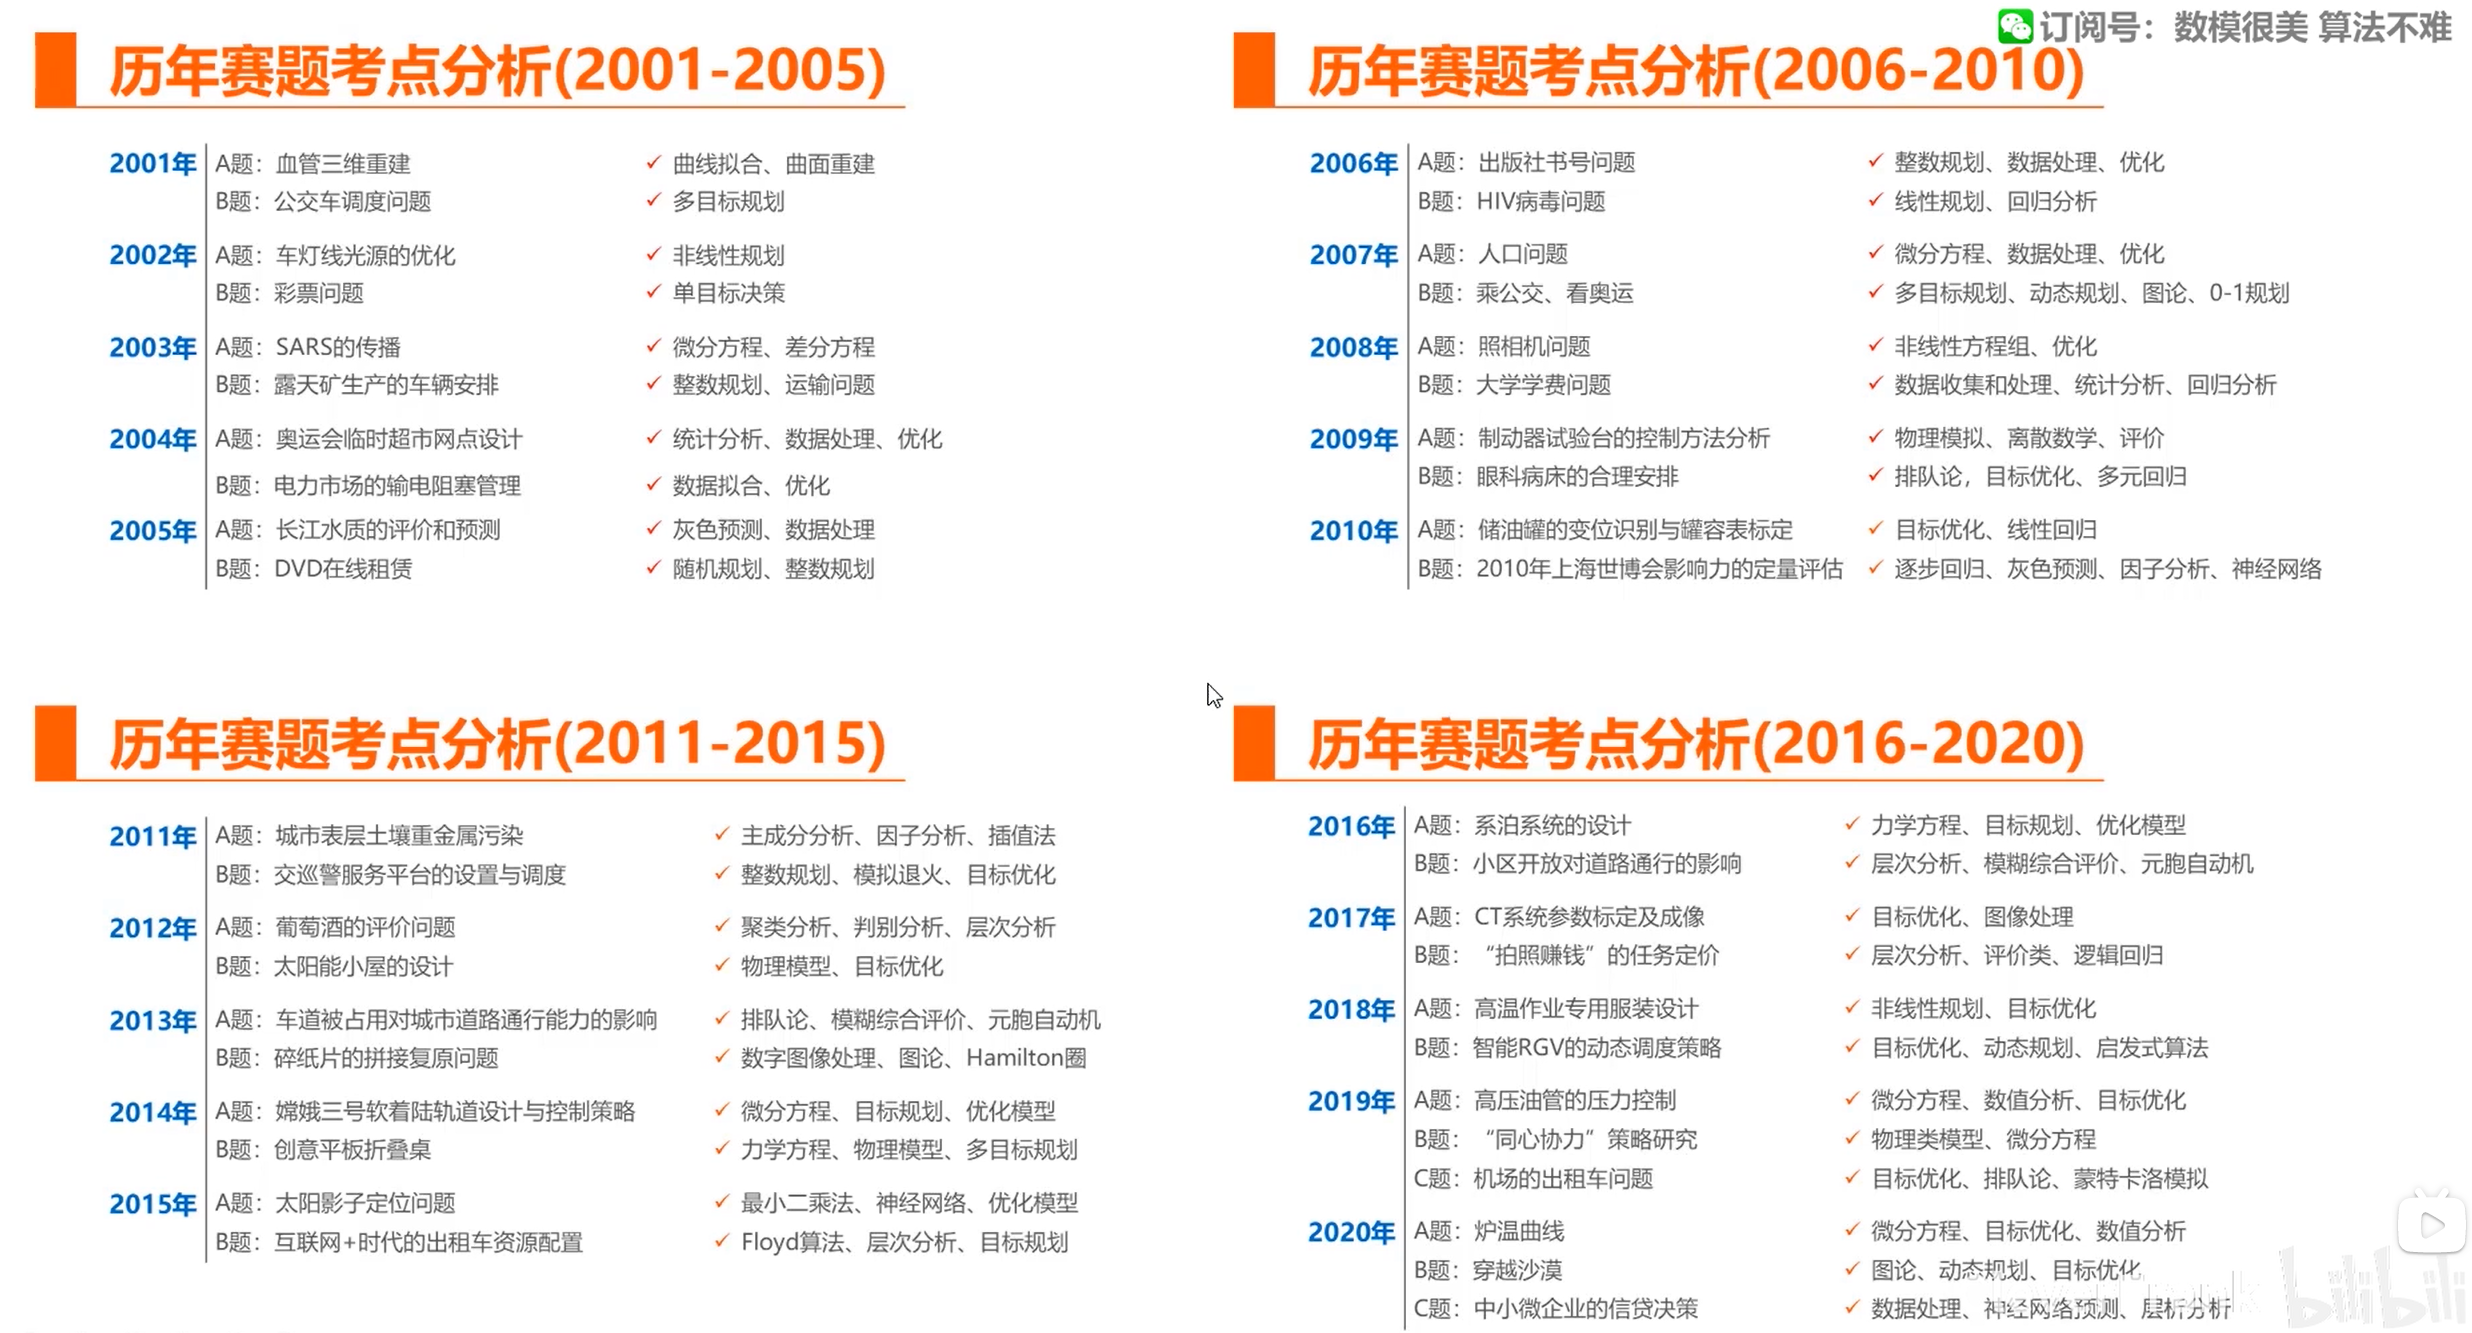 订阅号：数模很美 算法不难
历年赛题考点分析(2001-2005)
2001年 A题：血管三维重建 ✓ 曲线拟合、曲面重建
B题：公交车调度问题 ✓ 多目标规划
2002年 A题：车灯线光源的优化 ✓ 非线性规划
B题：彩票问题 ✓ 单目标决策
2003年 A题：SARS的传播 ✓ 微分方程、差分方程
B题：露天矿生产的车辆安排 ✓ 整数规划、运输问题
2004年 A题：奥运会临时超市网点设计 ✓ 统计分析、数据处理、优化
B题：电力市场的输电阻塞管理 ✓ 数据拟合、优化
2005年 A题：长江水质的评价和预测 ✓ 灰色预测、数据处理
B题：DVD在线租赁 ✓ 随机规划、整数规划
历年赛题考点分析(2006-2010)
2006年 A题：出版社书号问题 ✓ 整数规划、数据处理、优化
B题：HIV病毒问题 ✓ 线性规划、回归分析
2007年 A题：人口问题 ✓ 微分方程、数据处理、优化
B题：乘公交、看奥运 ✓ 多目标规划、动态规划、图论、0-1规划
2008年 A题：照相机问题 ✓ 非线性方程组、优化
B题：大学学费问题 ✓ 数据收集和处理、统计分析、回归分析
2009年 A题：制动器试验台的控制方法分析 ✓ 物理模拟、离散数学、评价
B题：眼科病床的合理安排 ✓ 排队论，目标优化、多元回归
2010年 A题：储油罐的变位识别与罐容表标定 ✓ 目标优化、线性回归
B题：2010年上海世博会影响力的定量评估 ✓ 逐步回归、灰色预测、因子分析、神经网络
历年赛题考点分析(2011-2015)
2011年 A题：城市表层土壤重金属污染 ✓ 主成分分析、因子分析、插值法
B题：交巡警服务平台的设置与调度 ✓ 整数规划、模拟退火、目标优化
2012年 A题：葡萄酒的评价问题 ✓ 聚类分析、判别分析、层次分析
B题：太阳能小屋的设计 ✓ 物理模型、目标优化
2013年 A题：车道被占用对城市道路通行能力的影响 ✓ 排队论、模糊综合评价、元胞自动机
B题：碎纸片的拼接复原问题 ✓ 数字图像处理、图论、Hamilton圈
2014年 A题：嫦娥三号软着陆轨道设计与控制策略 ✓ 微分方程、目标规划、优化模型
B题：创意平板折叠桌 ✓ 力学方程、物理模型、多目标规划
2015年 A题：太阳影子定位问题 ✓ 最小二乘法、神经网络、优化模型
B题：互联网+时代的出租车资源配置 ✓ Floyd算法、层次分析、目标规划
历年赛题考点分析(2016-2020)
2016年 A题：系泊系统的设计 ✓ 力学方程、目标规划、优化模型
B题：小区开放对道路通行的影响 ✓ 层次分析、模糊综合评价、元胞自动机
2017年 A题：CT系统参数标定及成像 ✓ 目标优化、图像处理
B题：“拍照赚钱”的任务定价 ✓ 层次分析、评价类、逻辑回归
2018年 A题：高温作业专用服装设计 ✓ 非线性规划、目标优化
B题：智能RGV的动态调度策略 ✓ 目标优化、动态规划、启发式算法
2019年 A题：高压油管的压力控制 ✓ 微分方程、数值分析、目标优化
B题：“同心协力”策略研究 ✓ 物理类模型、微分方程
C题：机场的出租车问题 ✓ 目标优化、排队论、蒙特卡洛模拟
2020年 A题：炉温曲线 ✓ 微分方程、目标优化、数值分析
B题：穿越沙漠 ✓ 图论、动态规划、目标优化
C题：中小微企业的信贷决策 ✓ 数据处理、神经网络预测、层析分析
bilibili